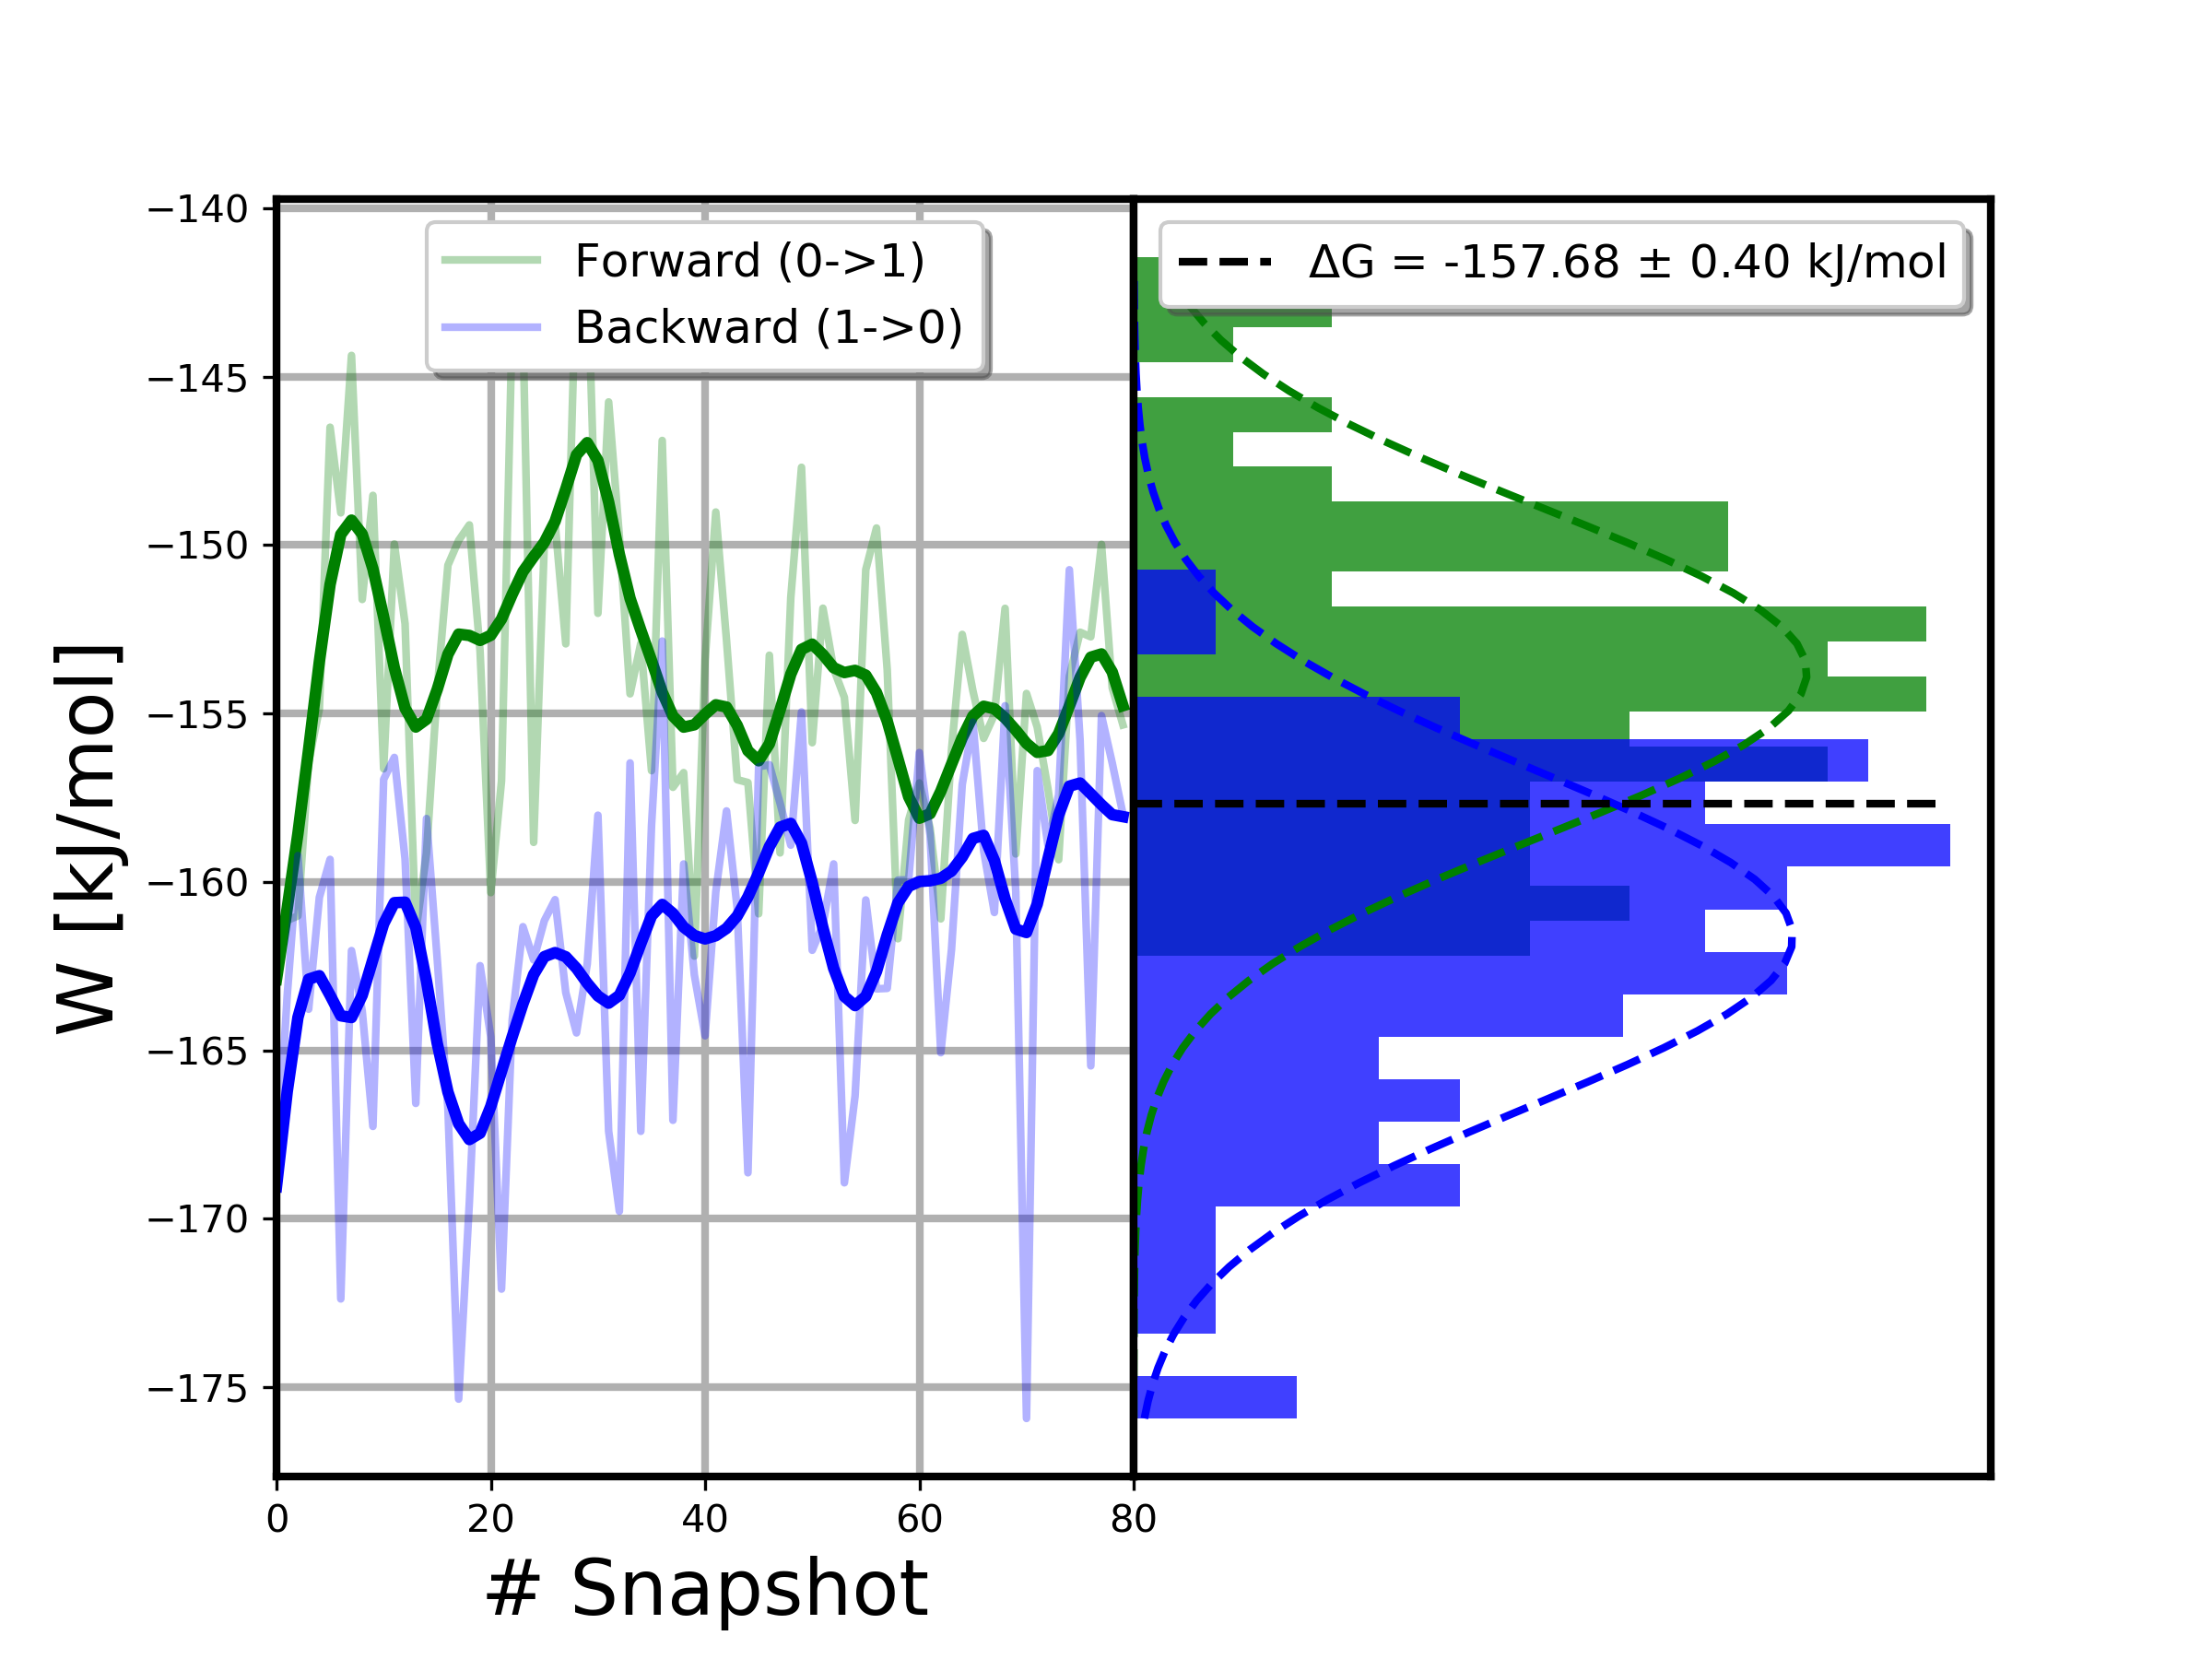 Forward (0->1)
Backward (1->0)
ΔG = -157.68 ± 0.40 kJ/mol
W [kJ/mol]
−140
−145
−150
−155
−160
−165
−170
−175
0 20 40 60 80
# Snapshot